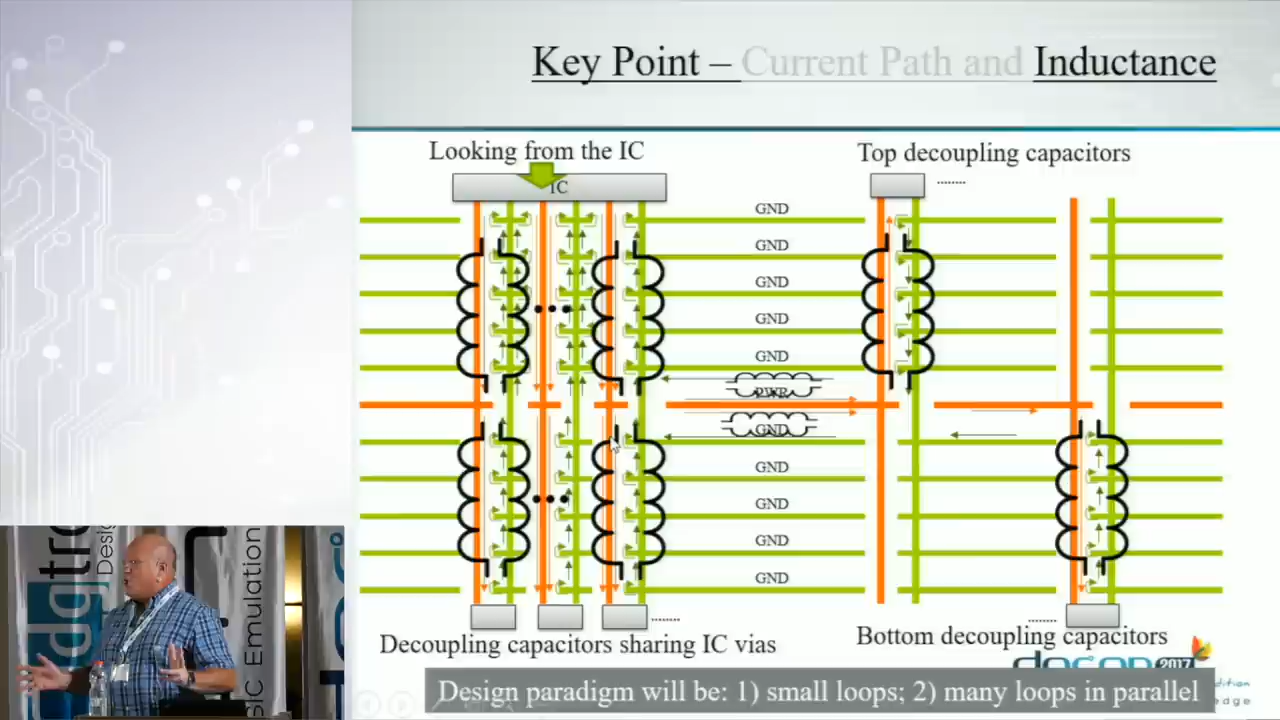 Key Point – Current Path and Inductance
Looking from the IC
Top decoupling capacitors
IC
........
GND
GND
GND
GND
GND
PWR
GND
GND
GND
GND
GND
........
........
Decoupling capacitors sharing IC vias
Bottom decoupling capacitors
2017
Design paradigm will be: 1) small loops; 2) many loops in parallel
SIC Emulation